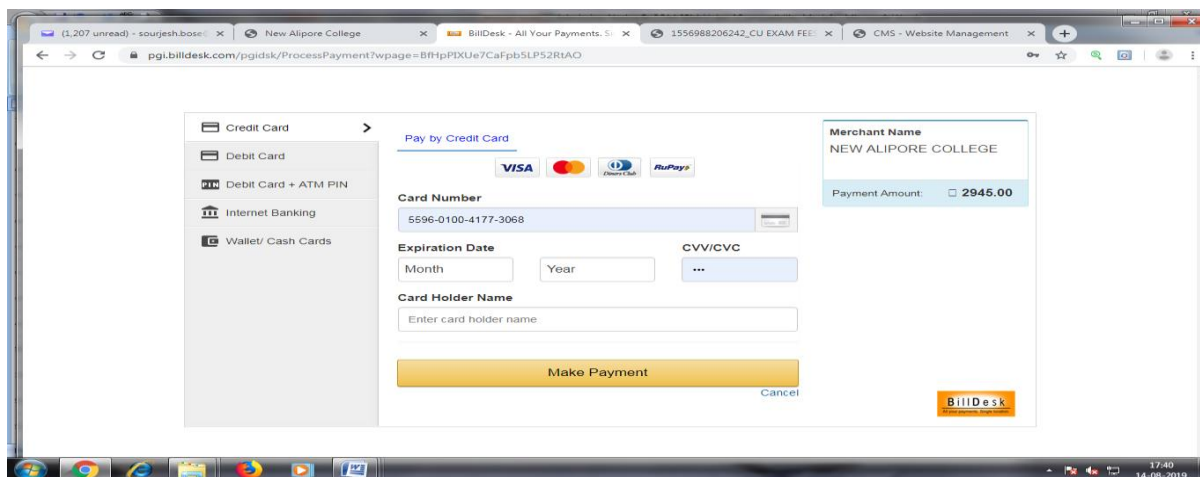 (1,207 unread) - sourjesh.bose
New Alipore College
BillDesk - All Your Payments. Si
1556988206242_CU EXAM FEE
CMS - Website Management
pgi.billdesk.com/pgidsk/ProcessPayment?wpage=
Credit Card
Debit Card
PIN Debit Card + ATM PIN
Internet Banking
Wallet/ Cash Cards
Pay by Credit Card
VISA Diners Club RuPay
Card Number
5596-0100-4177-3068
Expiration Date CVV/CVC
Month Year •••
Card Holder Name
Enter card holder name
Make Payment
Cancel
Merchant Name
NEW ALIPORE COLLEGE
Payment Amount: 2945.00
BillDesk
17:40
14-08-2019